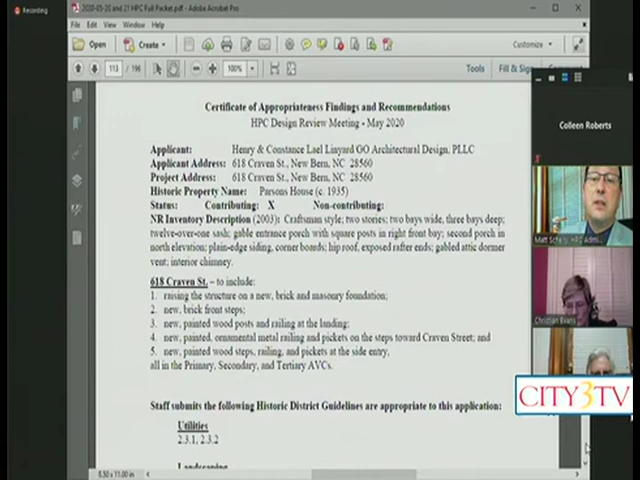 Recording
2020-05-20 and 21 HPC Full Packet.pdf - Adobe Acrobat Pro
File Edit View Window Help
Open Create Customize
113 / 198 100% Tools Fill & Sign
Certificate of Appropriateness Findings and Recommendations
HPC Design Review Meeting - May 2020
Applicant: Henry & Constance Lael Linyard GO Architectural Design, PLLC
Applicant Address: 618 Craven St., New Bern, NC 28560
Project Address: 618 Craven St., New Bern, NC 28560
Historic Property Name: Parsons House (c. 1935)
Status: Contributing: X Non-contributing:
NR Inventory Description (2003): Craftsman style; two stories; two bays wide, three bays deep;
twelve-over-one sash; gable entrance porch with square posts in right front bay; second porch in
north elevation; plain-edge siding, corner boards; hip roof, exposed rafter ends; gabled attic dormer
vent; interior chimney.
618 Craven St. – to include:
1. raising the structure on a new, brick and masonry foundation;
2. new, brick front steps;
3. new, painted wood posts and railing at the landing;
4. new, painted, ornamental metal railing and pickets on the steps toward Craven Street; and
5. new, painted wood steps, railing, and pickets at the side entry,
all in the Primary, Secondary, and Tertiary AVCs.
Staff submits the following Historic District Guidelines are appropriate to this application:
Utilities
2.3.1, 2.3.2
Landscaping
8.50 x 11.00 in
Colleen Roberts
Matt Schelly, HPC Admi...
Christian Evans
CITY3TV